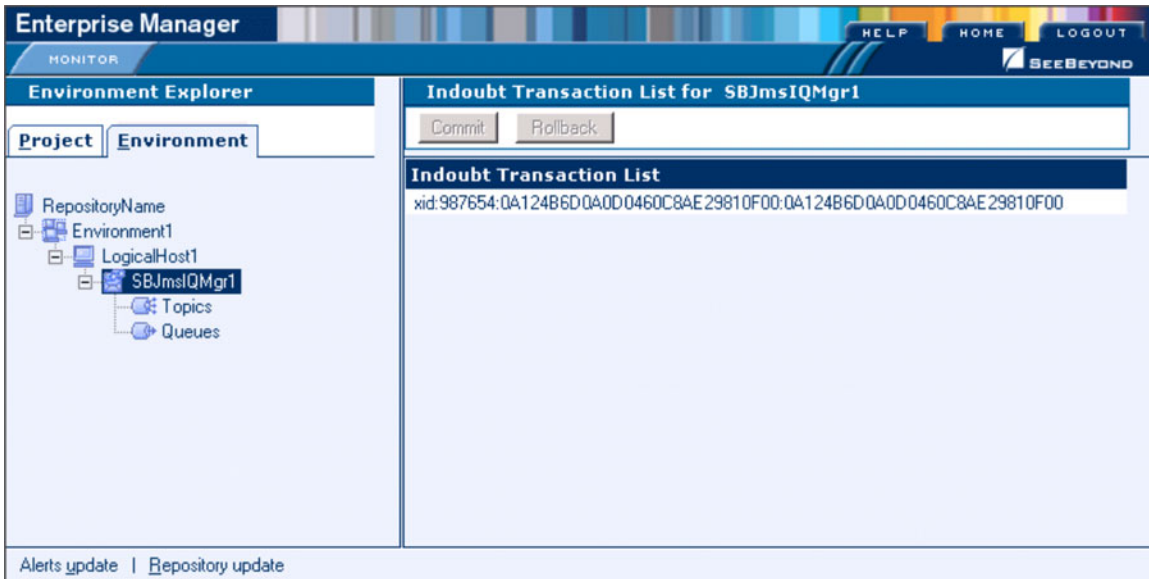 Enterprise Manager
HELP HOME LOGOUT
MONITOR
SEEBEYOND
Environment Explorer
Project Environment
RepositoryName
Environment1
LogicalHost1
SBJmsIQMgr1
Topics
Queues
Indoubt Transaction List for SBJmsIQMgr1
Commit Rollback
Indoubt Transaction List
xid:987654:0A124B6D0A0D0460C8AE29810F00:0A124B6D0A0D0460C8AE29810F00
Alerts update | Repository update